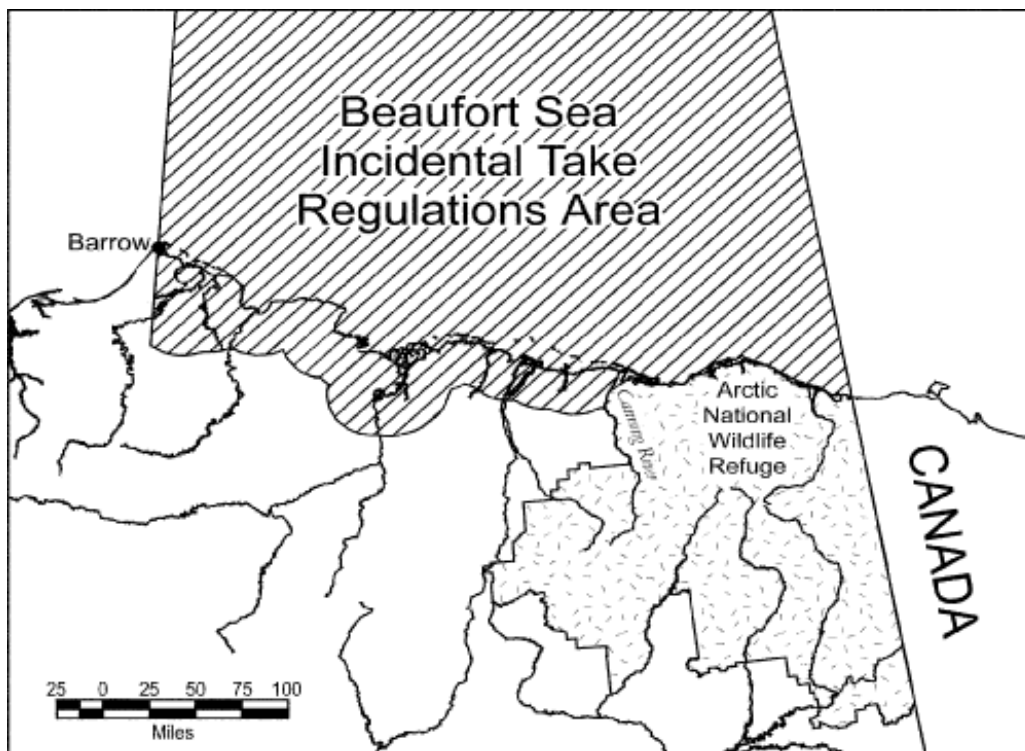 Beaufort Sea
Incidental Take
Regulations Area
Barrow
Arctic
National
Wildlife
Refuge
Canning River
CANADA
25 0 25 50 75 100
Miles